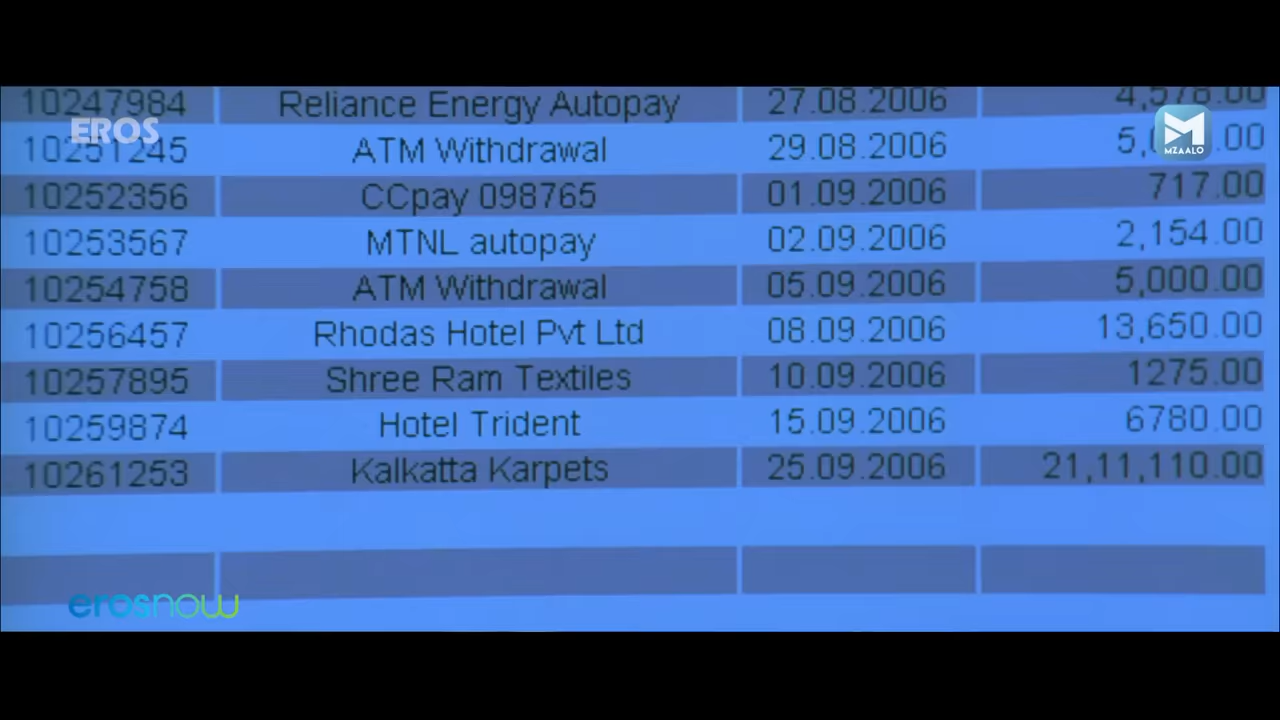 10247984 Reliance Energy Autopay 27.08.2006 4,578.00
EROS
MZAALO
10251245 ATM Withdrawal 29.08.2006
10252356 CCpay 098765 01.09.2006 717.00
10253567 MTNL autopay 02.09.2006 2,154.00
10254758 ATM Withdrawal 05.09.2006 5,000.00
10256457 Rhodas Hotel Pvt Ltd 08.09.2006 13,650.00
10257895 Shree Ram Textiles 10.09.2006 1275.00
10259874 Hotel Trident 15.09.2006 6780.00
10261253 Kalkatta Karpets 25.09.2006 21,11,110.00
erosnow